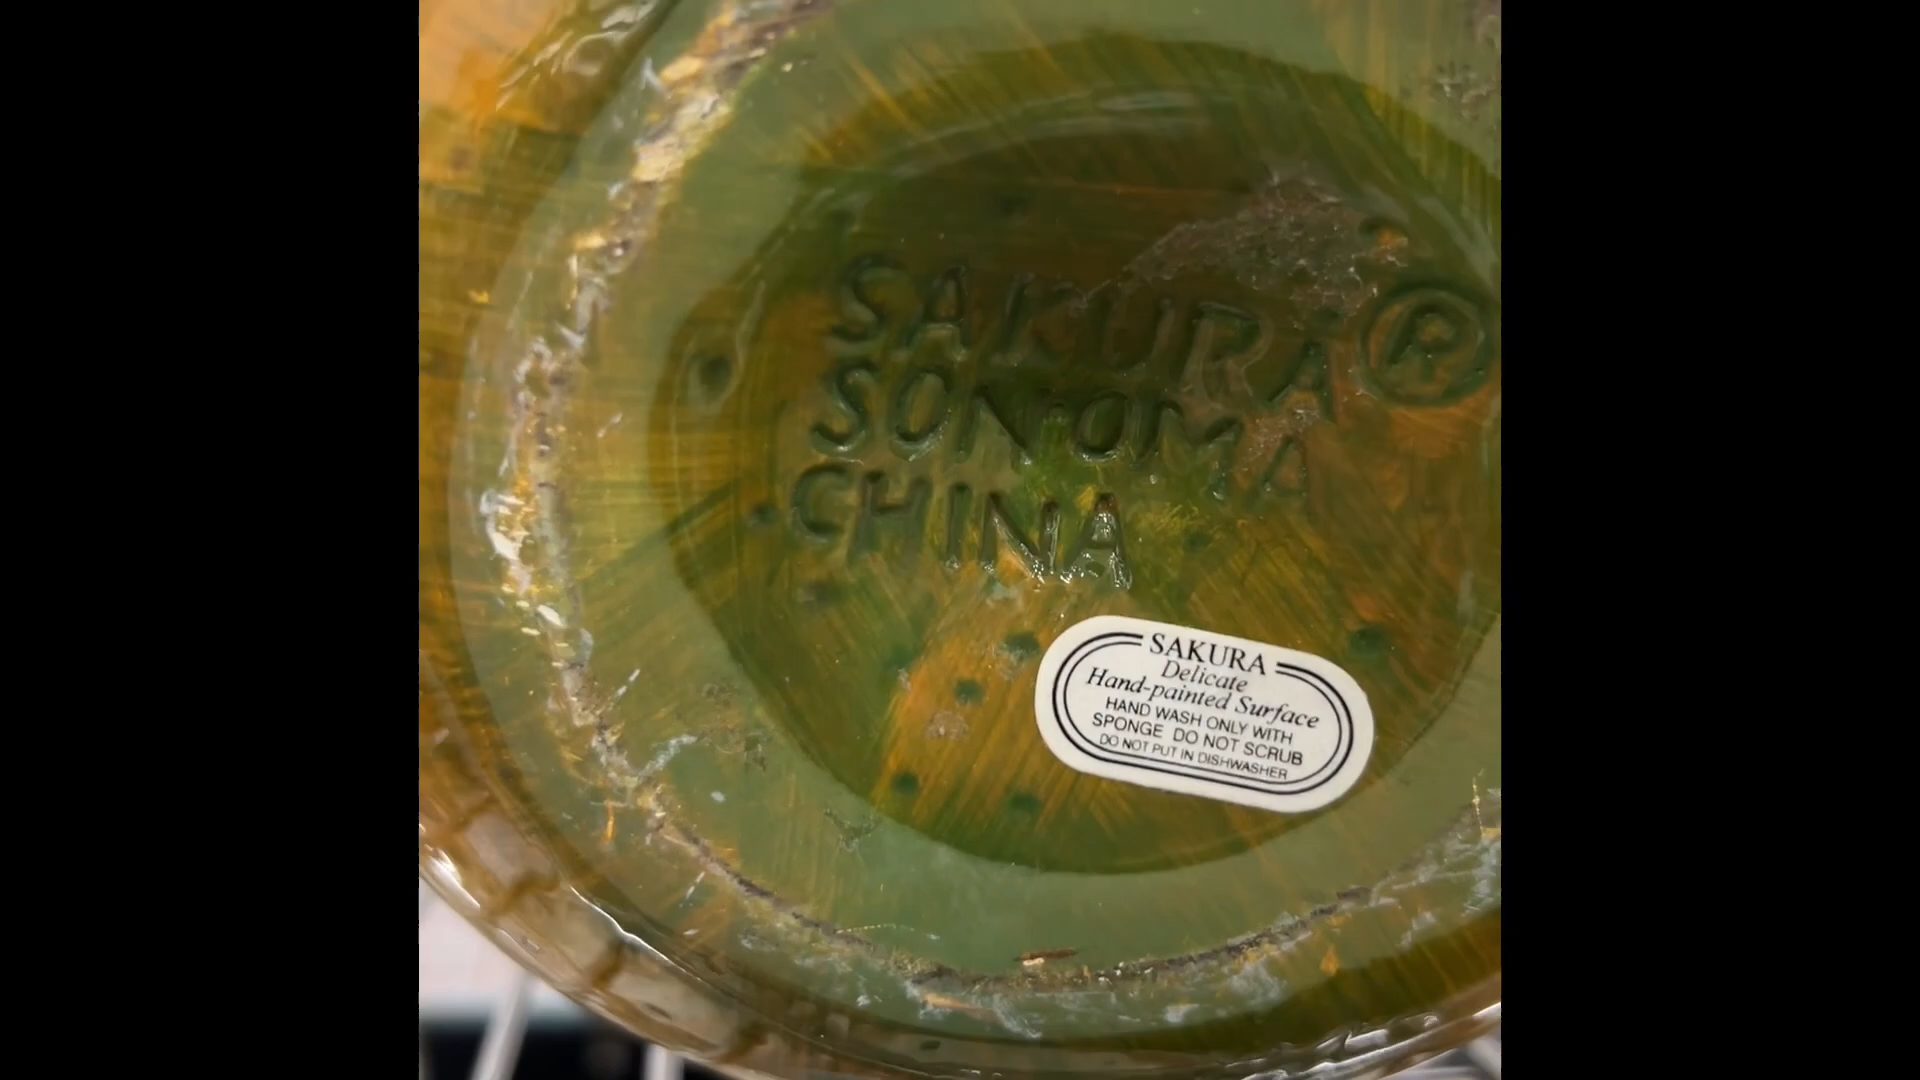 SAKURA®
SONOMA
CHINA
SAKURA
Delicate
Hand-painted Surface
HAND WASH ONLY WITH
SPONGE DO NOT SCRUB
DO NOT PUT IN DISHWASHER